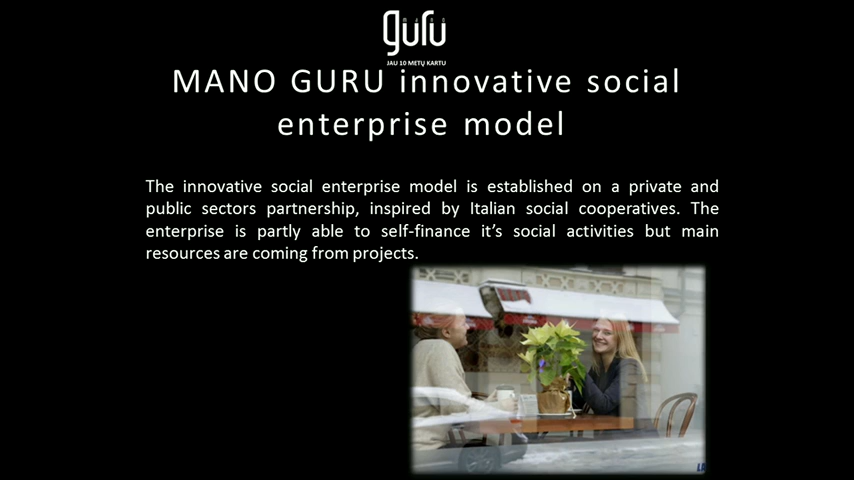 mano
guru
JAU 10 METŲ KARTU
MANO GURU innovative social
enterprise model
The innovative social enterprise model is established on a private and
public sectors partnership, inspired by Italian social cooperatives. The
enterprise is partly able to self-finance it’s social activities but main
resources are coming from projects.
LA